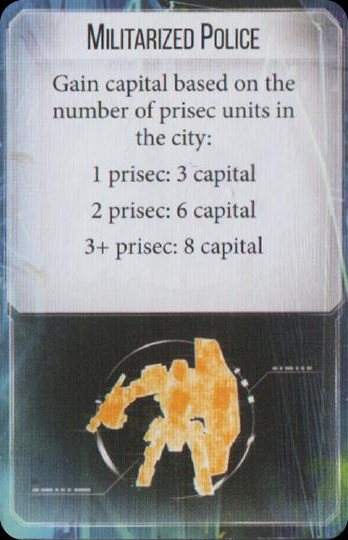 MILITARIZED POLICE
Gain capital based on the
number of prisec units in
the city:
1 prisec: 3 capital
2 prisec: 6 capital
3+ prisec: 8 capital